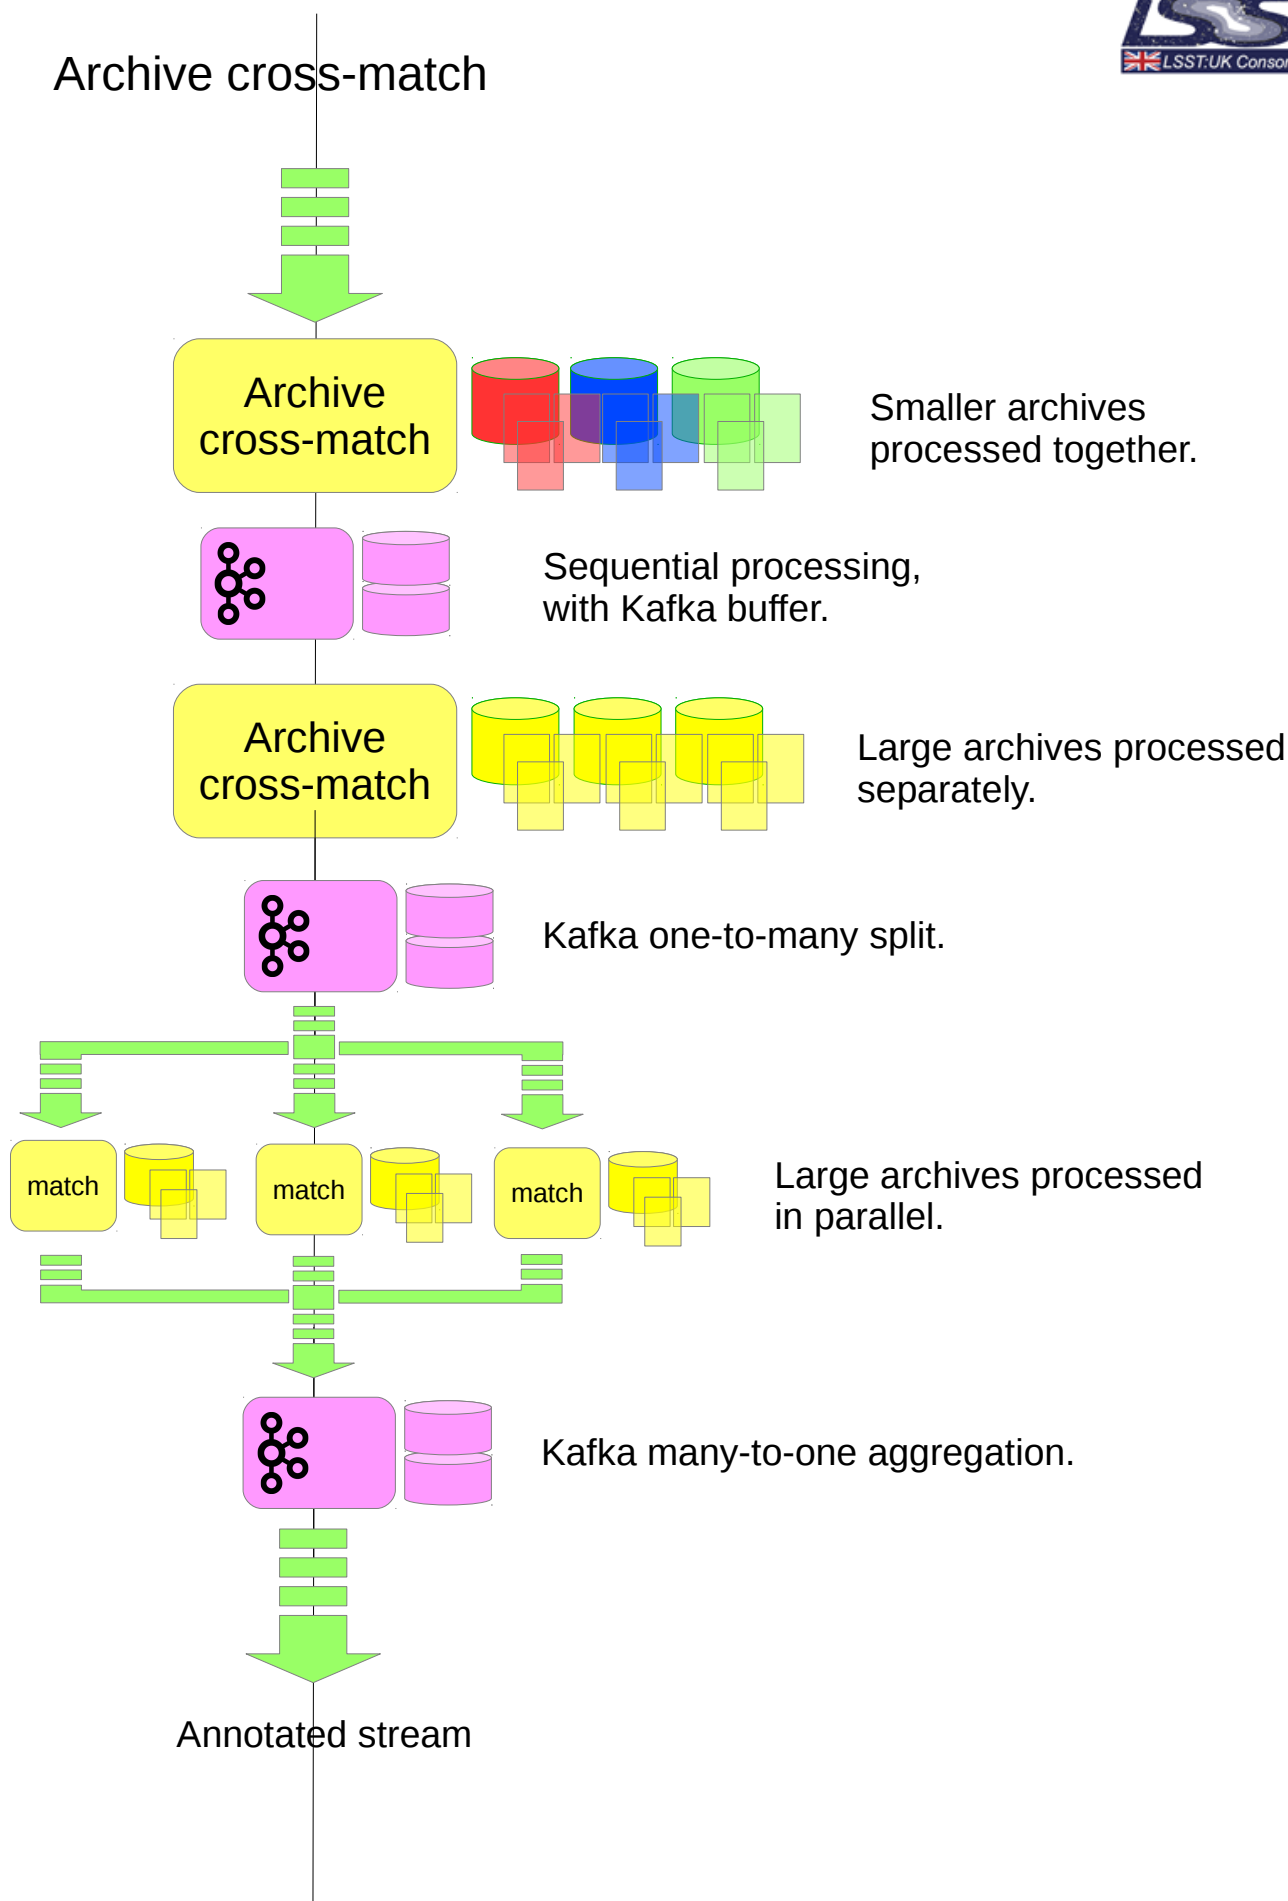 Archive cross-match
LSST:UK
Archive
cross-match
Smaller archives
processed together.
Sequential processing,
with Kafka buffer.
Archive
cross-match
Large archives processed
separately.
Kafka one-to-many split.
match
match
match
Large archives processed
in parallel.
Kafka many-to-one aggregation.
Annotated stream